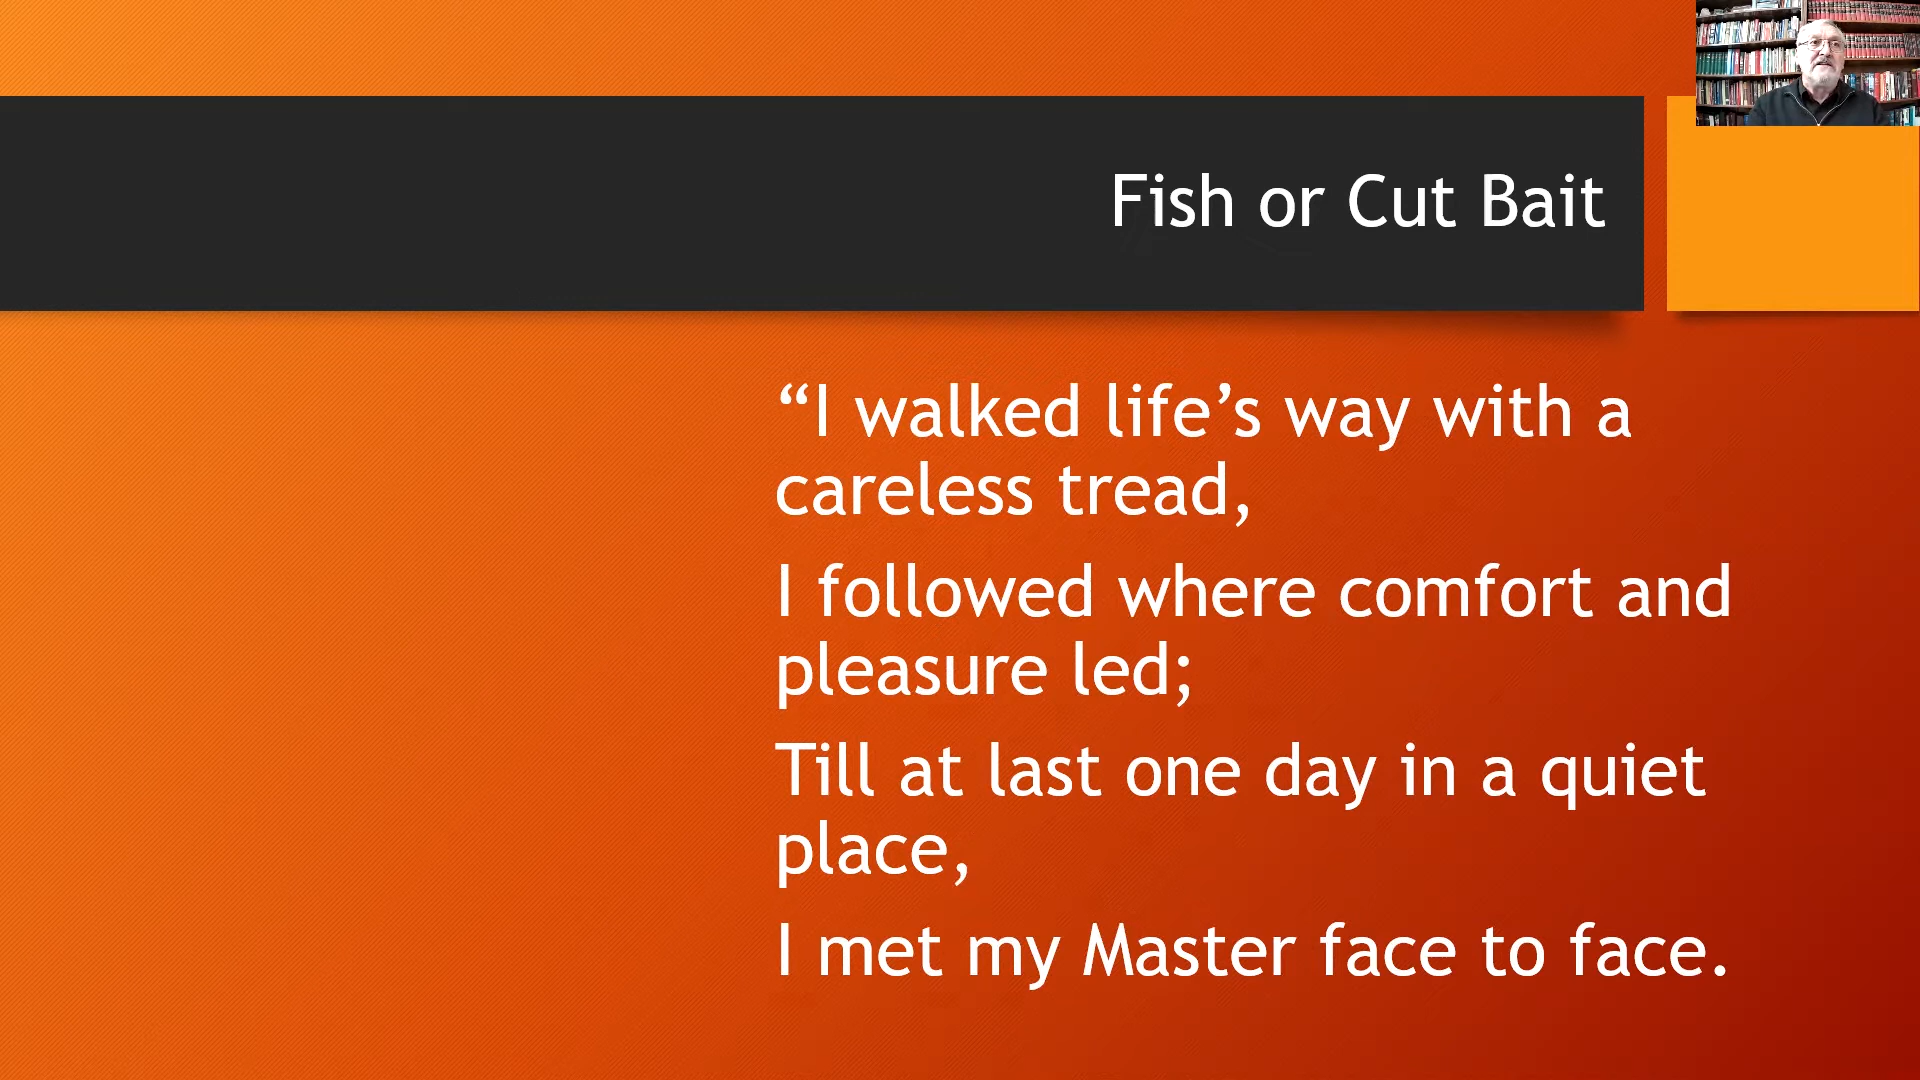 Fish or Cut Bait
“I walked life’s way with a
careless tread,
I followed where comfort and
pleasure led;
Till at last one day in a quiet
place,
I met my Master face to face.